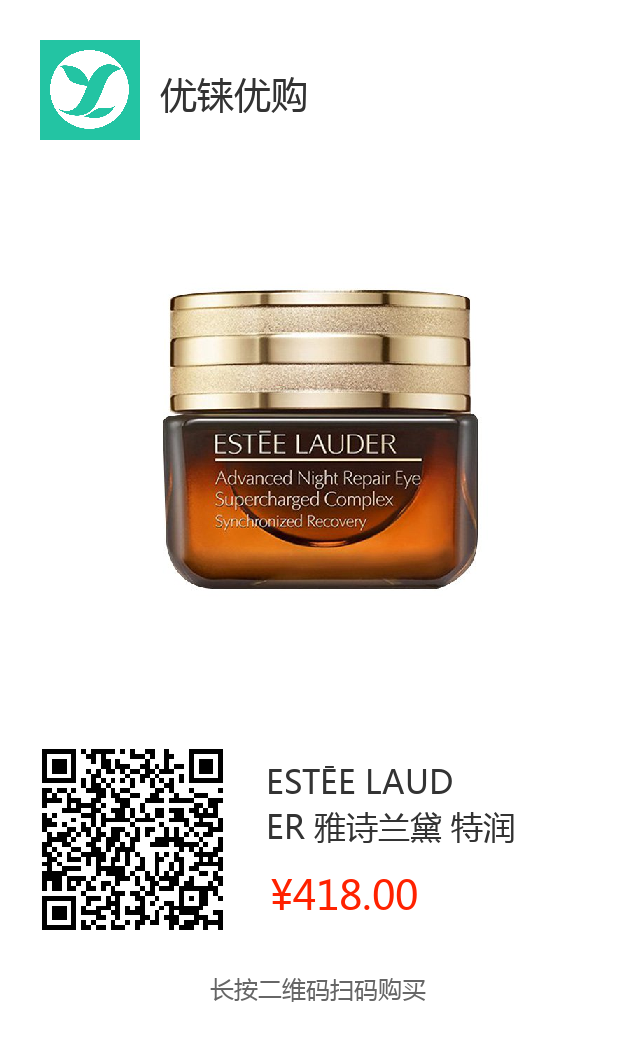 优铼优购
ESTĒE LAUDER
Advanced Night Repair Eye
Supercharged Complex
Synchronized Recovery
ESTĒE LAUD
ER 雅诗兰黛 特润
¥418.00
长按二维码扫码购买